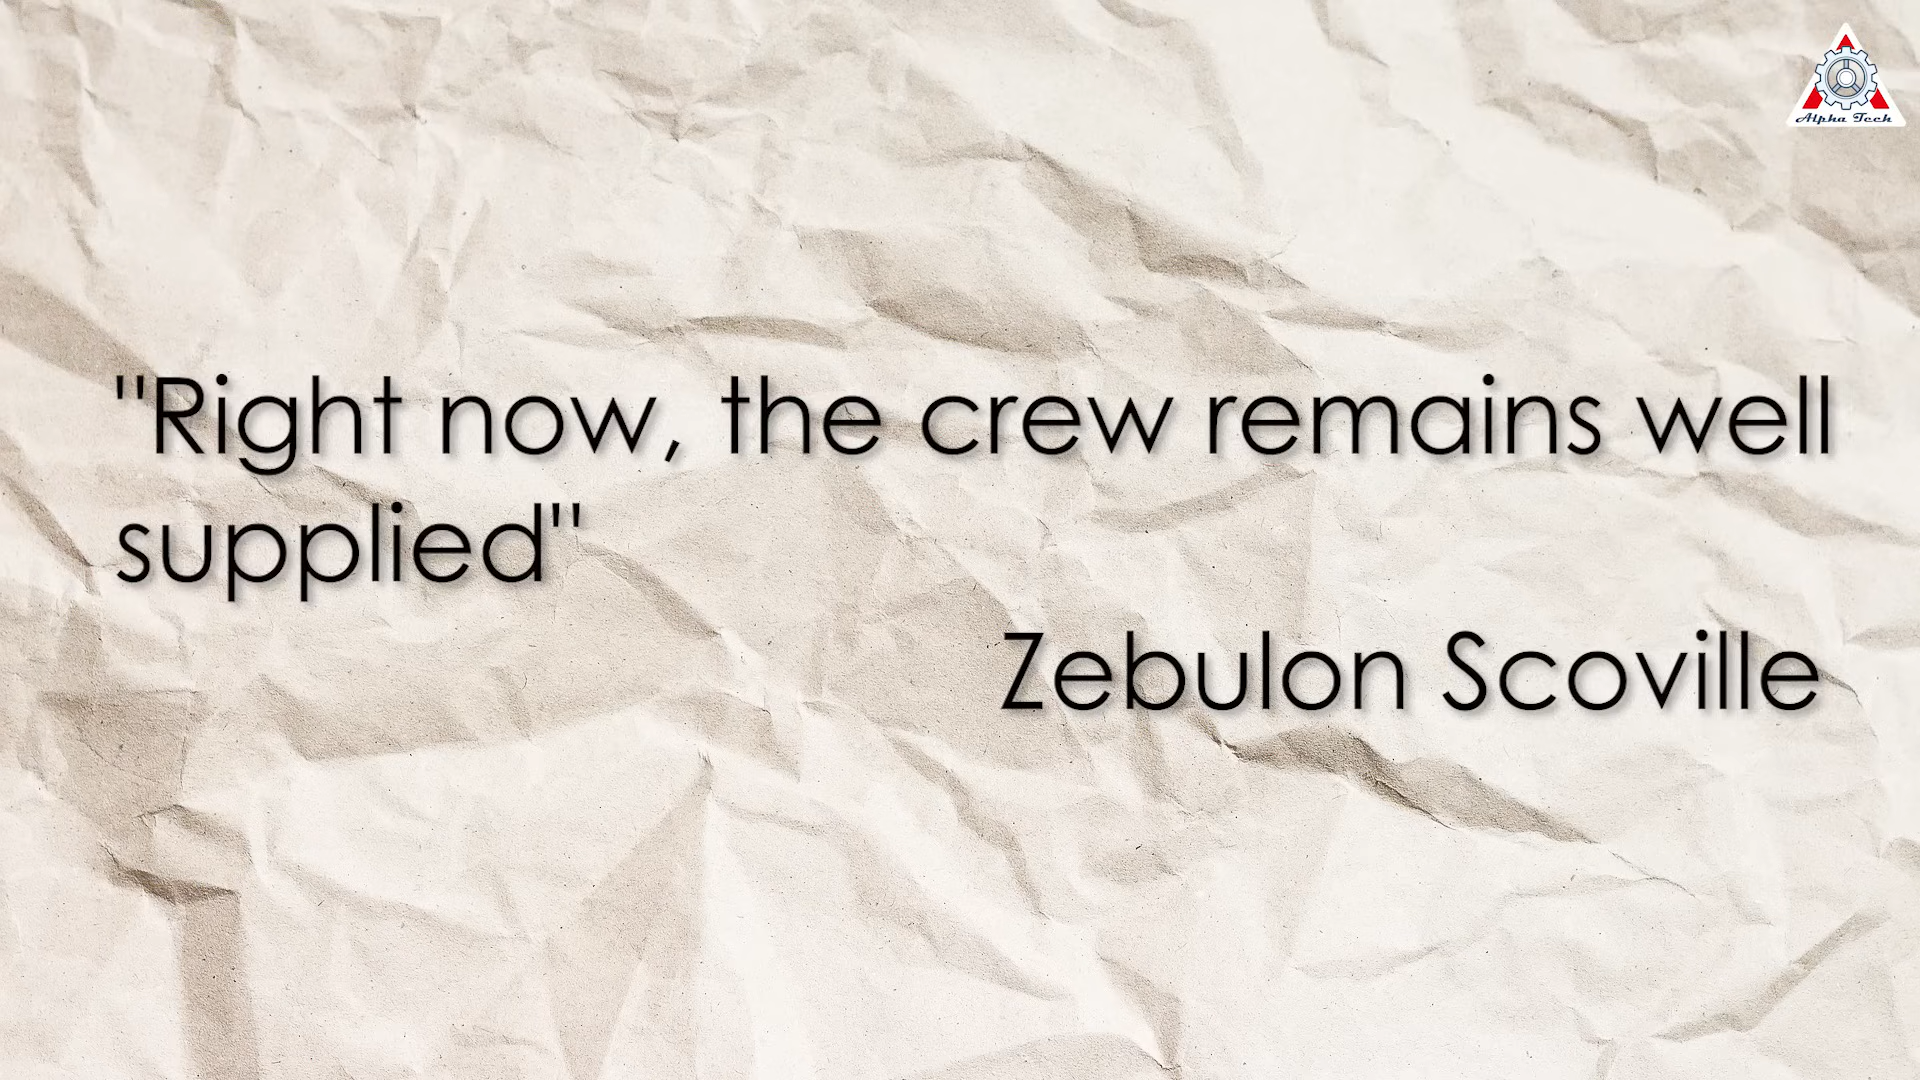 Alpha Tech
"Right now, the crew remains well
supplied"
Zebulon Scoville